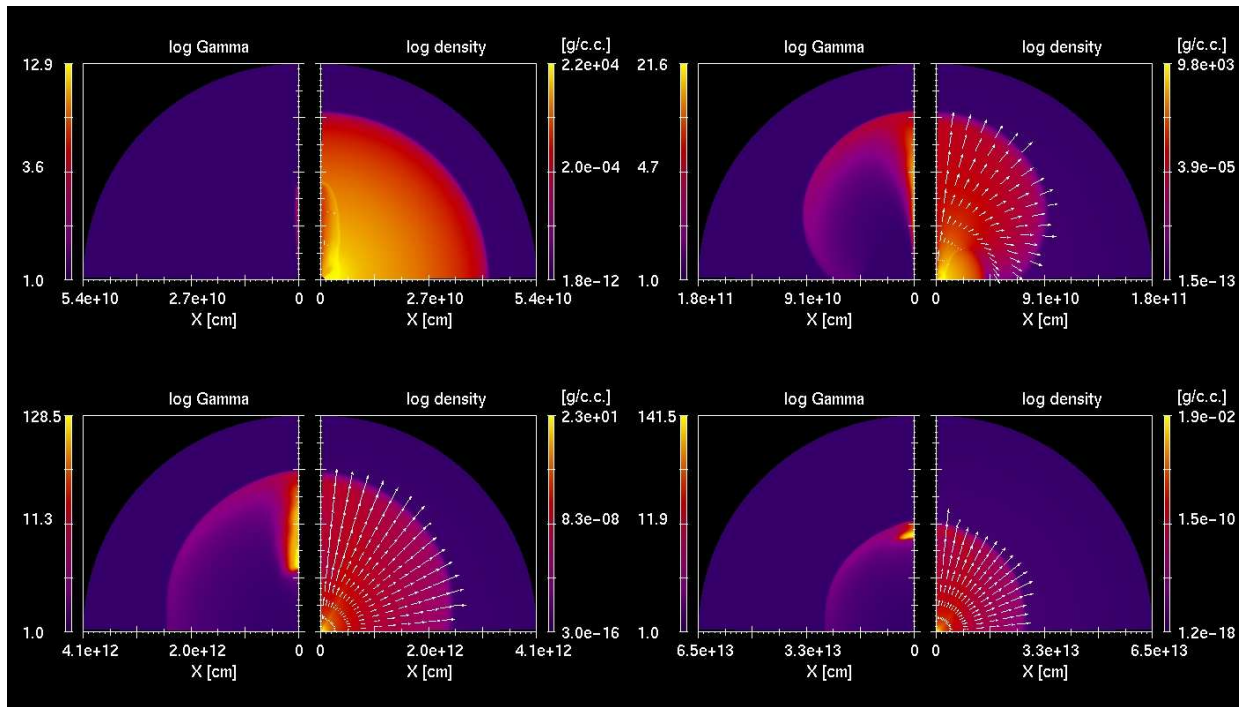 log Gamma log density [g/c.c.]
12.9 2.2e+04
3.6 2.0e−04
1.0 1.8e−12
5.4e+10 2.7e+10 0 0 2.7e+10 5.4e+10
X [cm] X [cm]
log Gamma log density [g/c.c.]
21.6 9.8e+03
4.7 3.9e−05
1.0 1.5e−13
1.8e+11 9.1e+10 0 0 9.1e+10 1.8e+11
X [cm] X [cm]
log Gamma log density [g/c.c.]
128.5 2.3e+01
11.3 8.3e−08
1.0 3.0e−16
4.1e+12 2.0e+12 0 0 2.0e+12 4.1e+12
X [cm] X [cm]
log Gamma log density [g/c.c.]
141.5 1.9e−02
11.9 1.5e−10
1.0 1.2e−18
6.5e+13 3.3e+13 0 0 3.3e+13 6.5e+13
X [cm] X [cm]